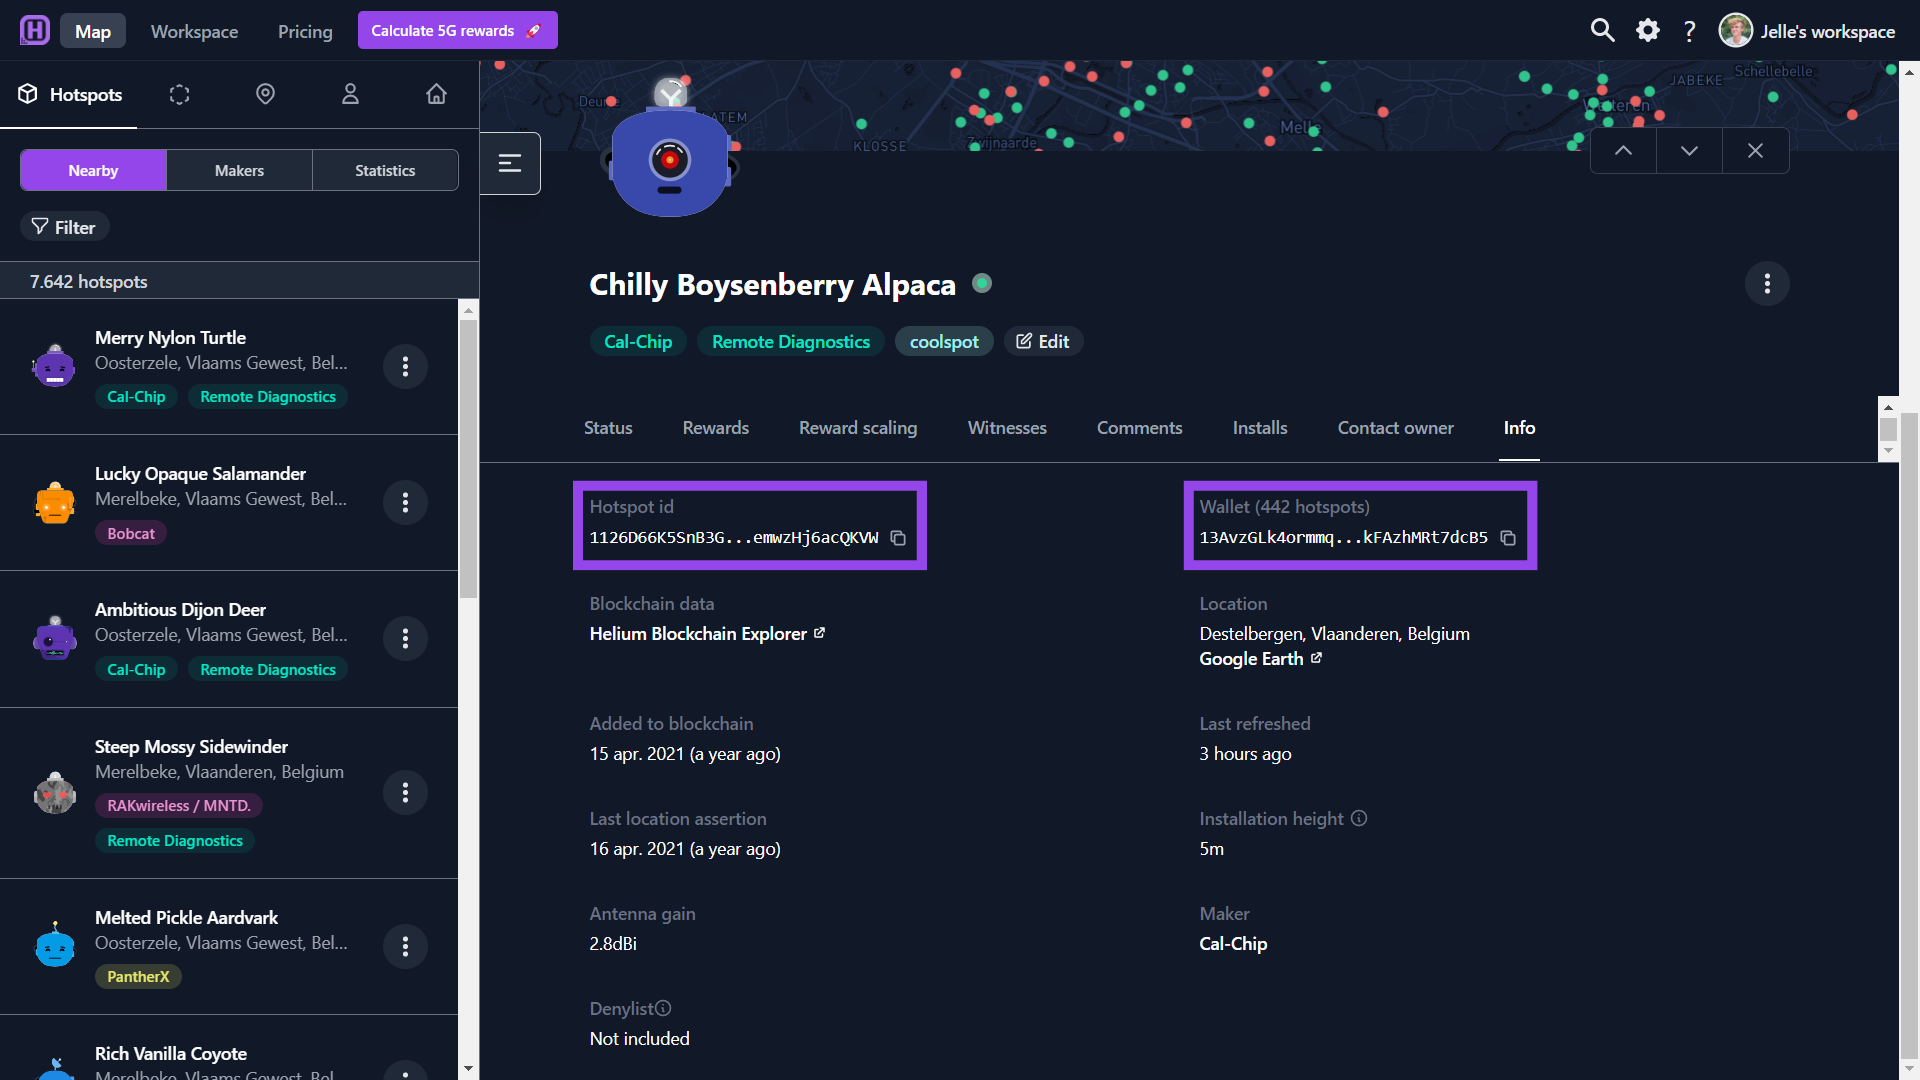 Map
Workspace
Pricing
Calculate 5G rewards
Jelle's workspace
Hotspots
Nearby
Makers
Statistics
Filter
7.642 hotspots
Merry Nylon Turtle
Oosterzele, Vlaams Gewest, Bel...
Cal-Chip
Remote Diagnostics
Lucky Opaque Salamander
Merelbeke, Vlaams Gewest, Bel...
Bobcat
Ambitious Dijon Deer
Oosterzele, Vlaams Gewest, Bel...
Cal-Chip
Remote Diagnostics
Steep Mossy Sidewinder
Merelbeke, Vlaanderen, Belgium
RAKwireless / MNTD.
Remote Diagnostics
Melted Pickle Aardvark
Oosterzele, Vlaams Gewest, Bel...
PantherX
Rich Vanilla Coyote
Merelbeke, Vlaams Gewest, Bel
KLOSSE
Zwijnaarde
Melle
JABEKE
Schellebelle
Chilly Boysenberry Alpaca
Cal-Chip
Remote Diagnostics
coolspot
Edit
Status
Rewards
Reward scaling
Witnesses
Comments
Installs
Contact owner
Info
Hotspot id
1126D66K5SnB3G...emwzHj6acQKVW
Wallet (442 hotspots)
13AvzGLk4ormmq...kFAzhMRt7dcB5
Blockchain data
Helium Blockchain Explorer
Location
Destelbergen, Vlaanderen, Belgium
Google Earth
Added to blockchain
15 apr. 2021 (a year ago)
Last refreshed
3 hours ago
Last location assertion
16 apr. 2021 (a year ago)
Installation height
5m
Antenna gain
2.8dBi
Maker
Cal-Chip
Denylist
Not included